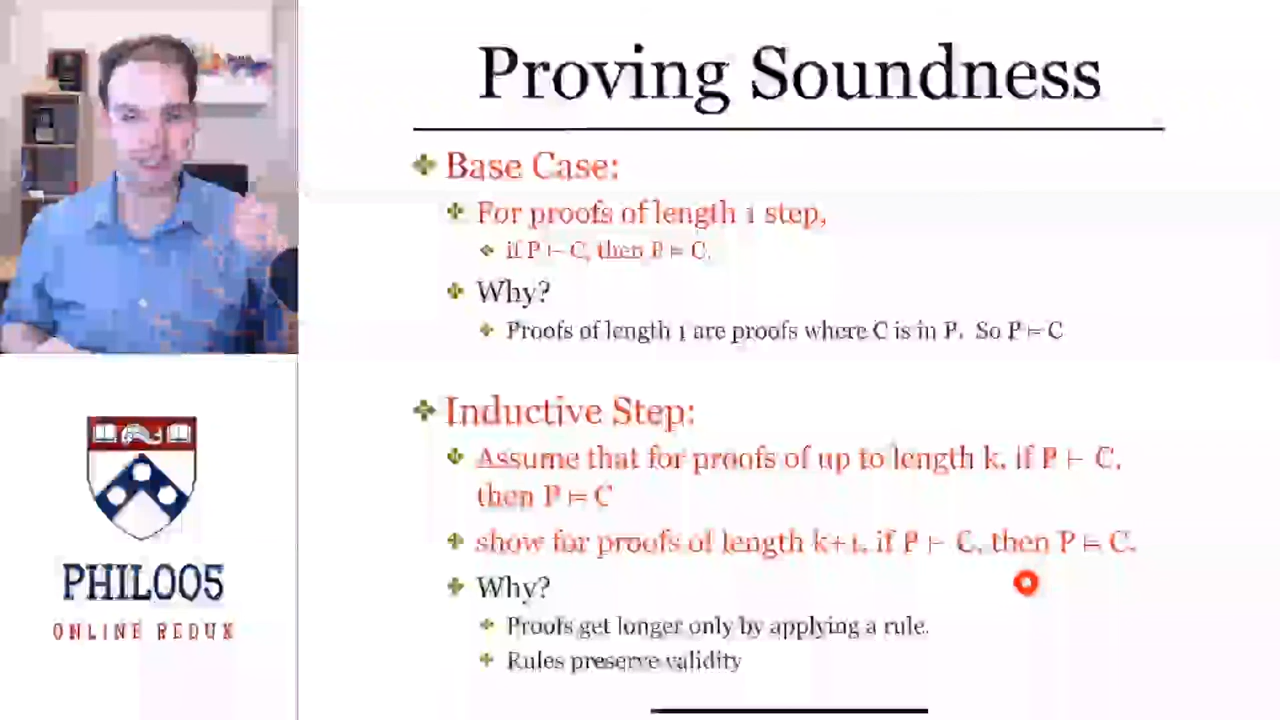 Proving Soundness
Base Case:
For proofs of length 1 step,
if P ⊢ C, then P ⊨ C.
Why?
Proofs of length 1 are proofs where C is in P. So P ⊨ C
Inductive Step:
Assume that for proofs of up to length k, if P ⊢ C,
then P ⊨ C
show for proofs of length k+1, if P ⊢ C, then P ⊨ C.
Why?
Proofs get longer only by applying a rule.
Rules preserve validity
PHIL005
ONLINE REDUX